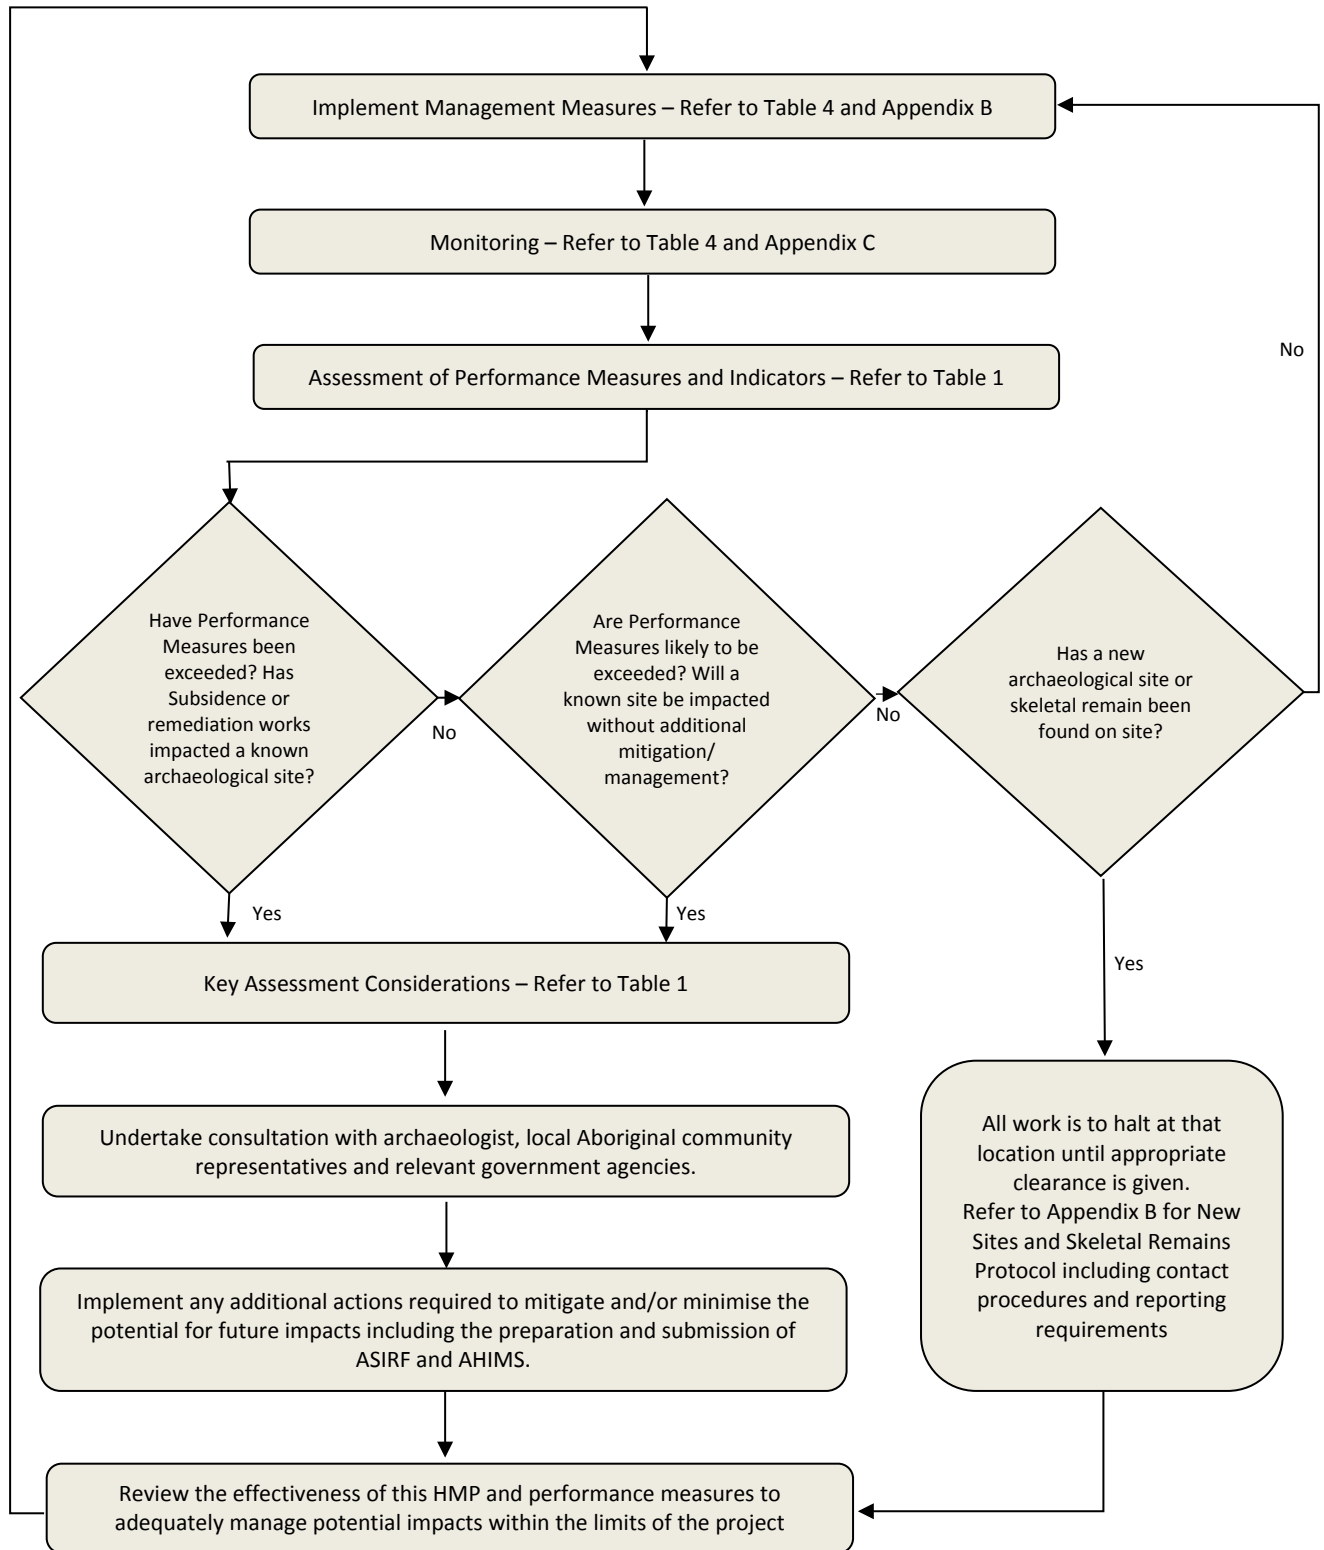 Implement Management Measures – Refer to Table 4 and Appendix B
Monitoring – Refer to Table 4 and Appendix C
Assessment of Performance Measures and Indicators – Refer to Table 1
No
Have Performance
Measures been
exceeded? Has
Subsidence or
remediation works
impacted a known
archaeological site?
No
Are Performance
Measures likely to be
exceeded? Will a
known site be impacted
without additional
mitigation/
management?
No
Has a new
archaeological site or
skeletal remain been
found on site?
Yes
Yes
Yes
Key Assessment Considerations – Refer to Table 1
Undertake consultation with archaeologist, local Aboriginal community
representatives and relevant government agencies.
All work is to halt at that
location until appropriate
clearance is given.
Refer to Appendix B for New
Sites and Skeletal Remains
Protocol including contact
procedures and reporting
requirements
Implement any additional actions required to mitigate and/or minimise the
potential for future impacts including the preparation and submission of
ASIRF and AHIMS.
Review the effectiveness of this HMP and performance measures to
adequately manage potential impacts within the limits of the project